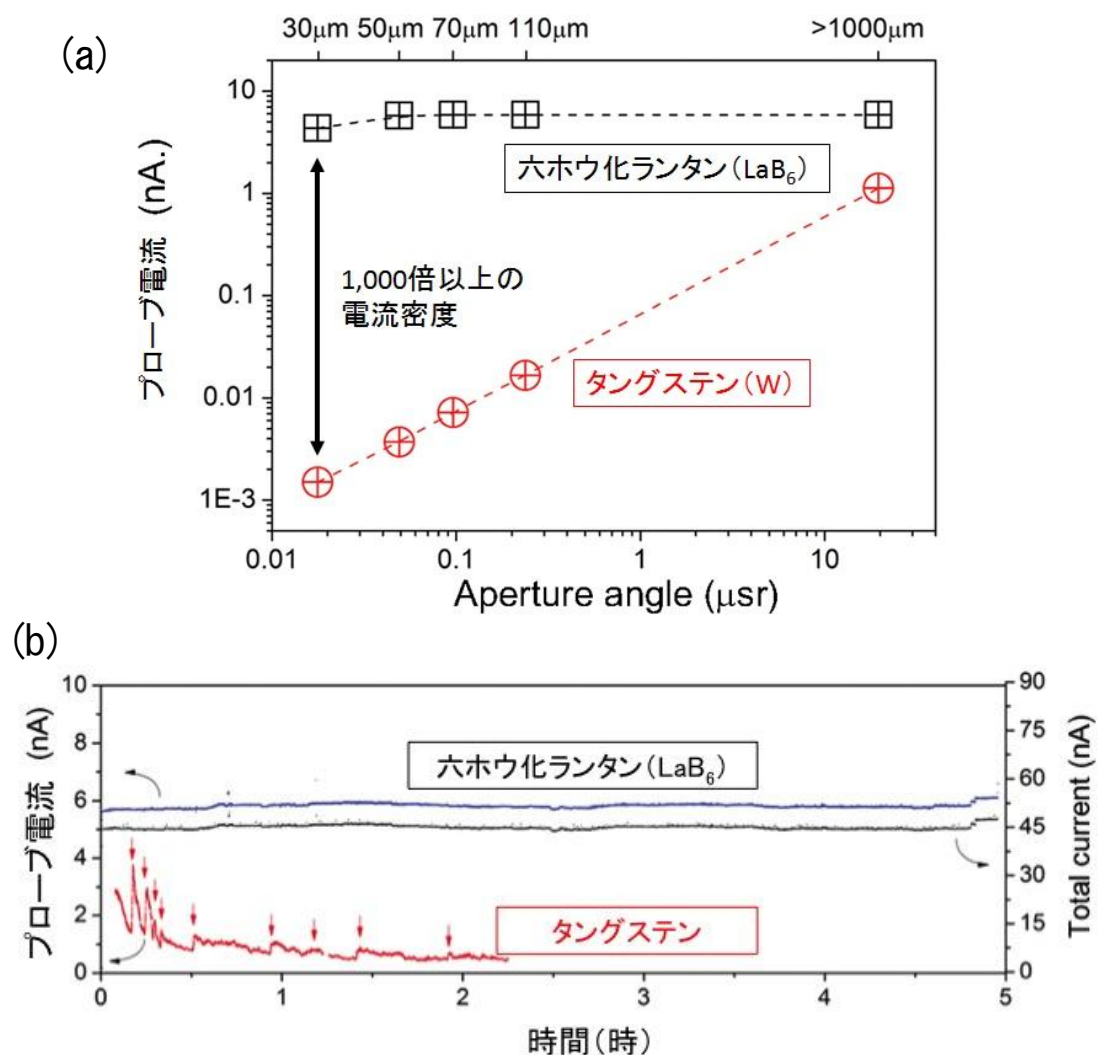 (a)
30μm 50μm 70μm 110μm >1000μm
プローブ電流 (nA.)
10
1
0.1
0.01
1E-3
六ホウ化ランタン(LaB₆)
1,000倍以上の
電流密度
タングステン(W)
0.01 0.1 1 10
Aperture angle (μsr)
(b)
プローブ電流 (nA)
10
8
6
4
2
0
六ホウ化ランタン(LaB₆)
タングステン
90
75
60
45
30
15
0
Total current (nA)
0 1 2 3 4 5
時間(時)